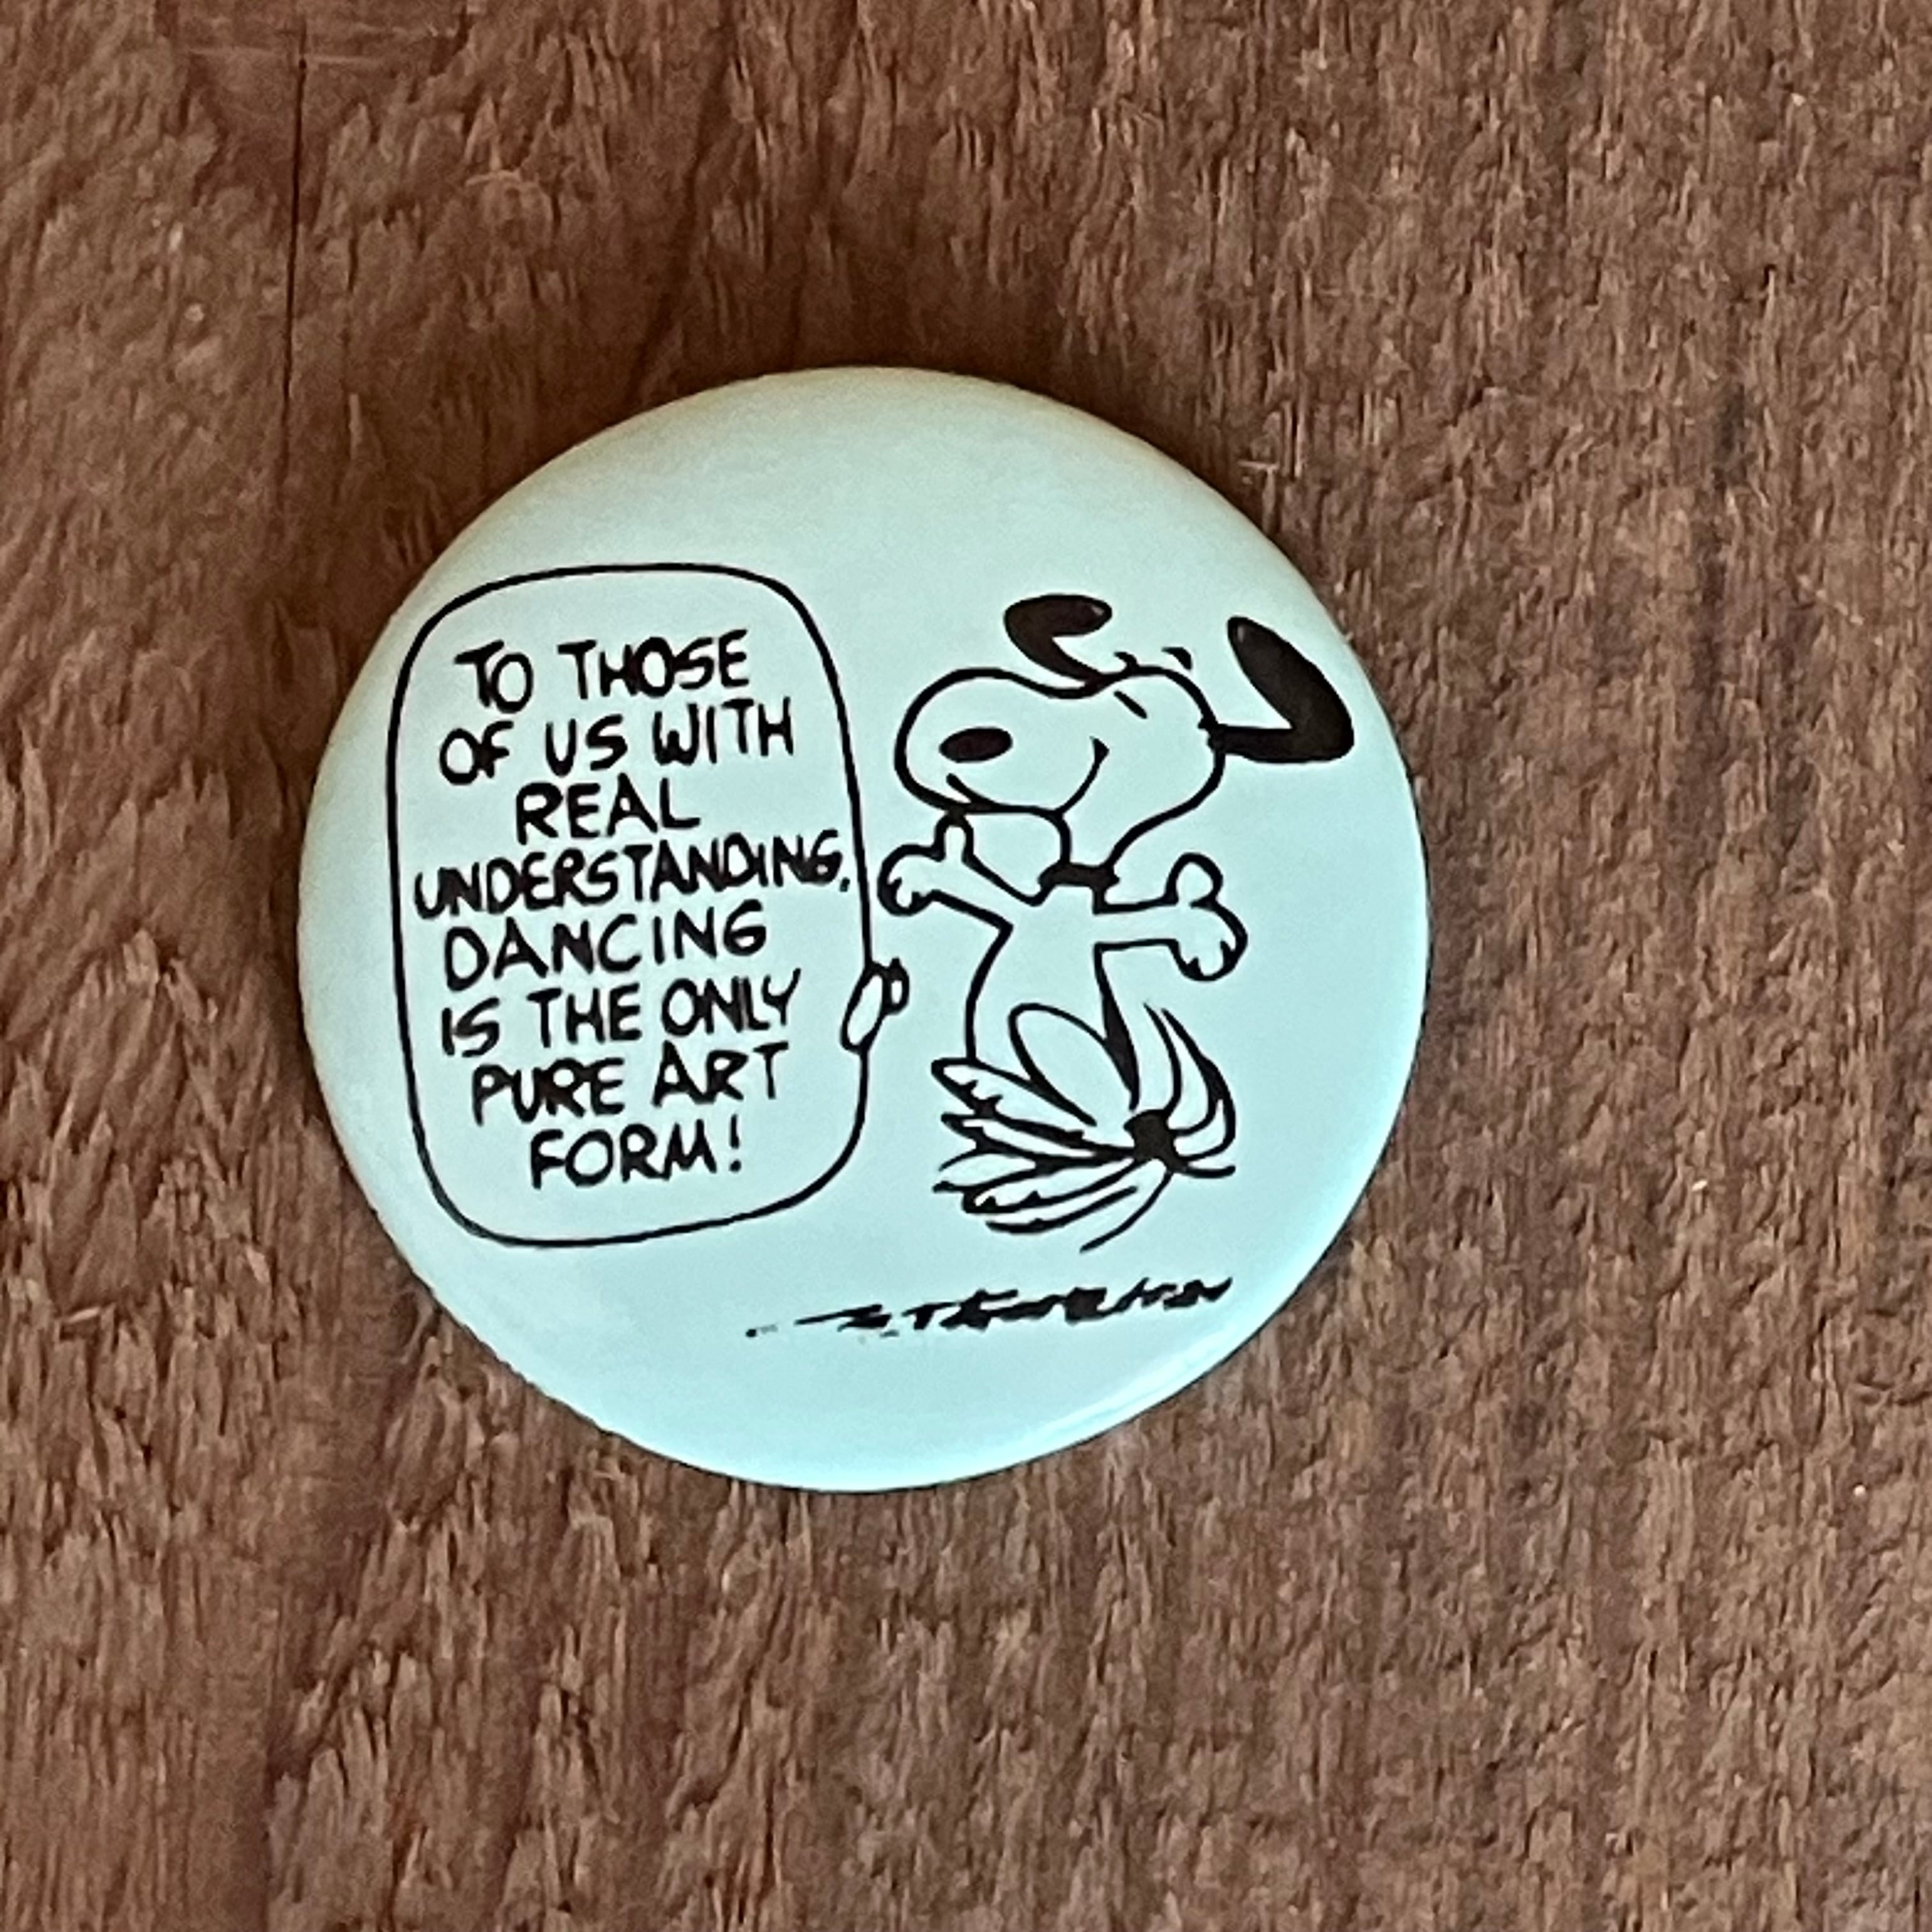 TO THOSE
OF US WITH
REAL
UNDERSTANDING,
DANCING
IS THE ONLY
PURE ART
FORM!